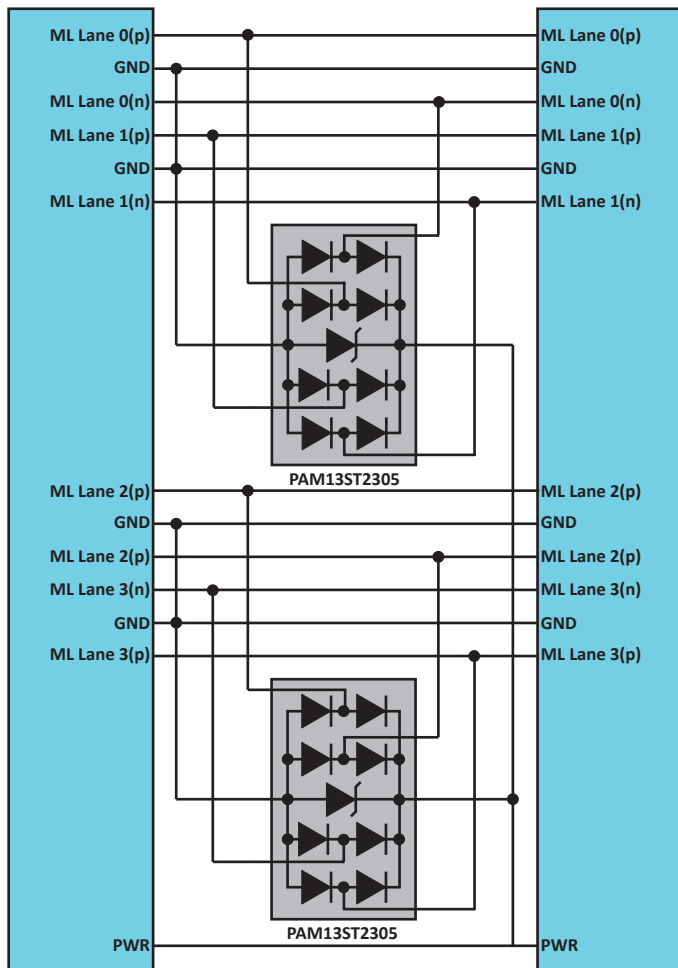 ML Lane 0(p) ML Lane 0(p)
GND GND
ML Lane 0(n) ML Lane 0(n)
ML Lane 1(p) ML Lane 1(p)
GND GND
ML Lane 1(n) ML Lane 1(n)
PAM13ST2305
ML Lane 2(p) ML Lane 2(p)
GND GND
ML Lane 2(p) ML Lane 2(p)
ML Lane 3(n) ML Lane 3(n)
GND GND
ML Lane 3(p) ML Lane 3(p)
PAM13ST2305
PWR PWR